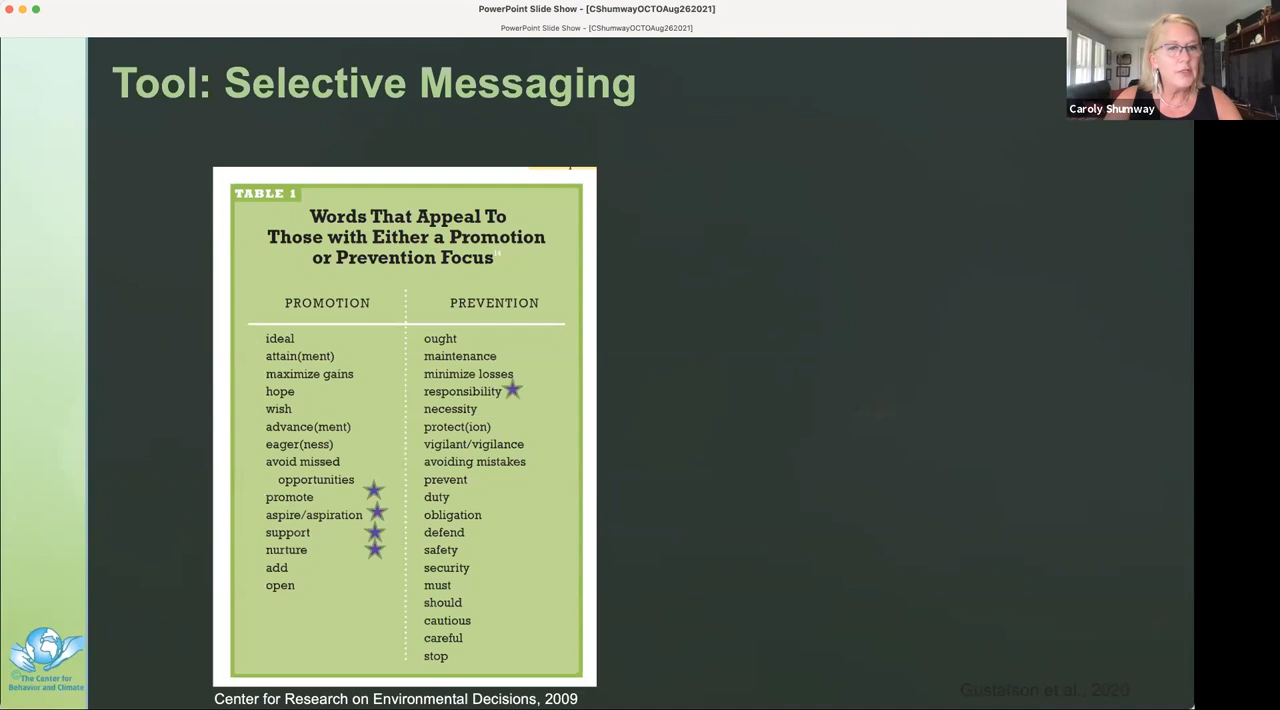 PowerPoint Slide Show - [CShumwayOCTOAug262021]
PowerPoint Slide Show - [CShumwayOCTOAug262021]
Caroly Shumway
Tool: Selective Messaging
TABLE 1
Words That Appeal To
Those with Either a Promotion
or Prevention Focus14
PROMOTION
ideal
attain(ment)
maximize gains
hope
wish
advance(ment)
eager(ness)
avoid missed
opportunities
promote
aspire/aspiration
support
nurture
add
open
PREVENTION
ought
maintenance
minimize losses
responsibility
necessity
protect(ion)
vigilant/vigilance
avoiding mistakes
prevent
duty
obligation
defend
safety
security
must
should
cautious
careful
stop
Center for Research on Environmental Decisions, 2009
Gustafson et al., 2020
©The Center for
Behavior and Climate